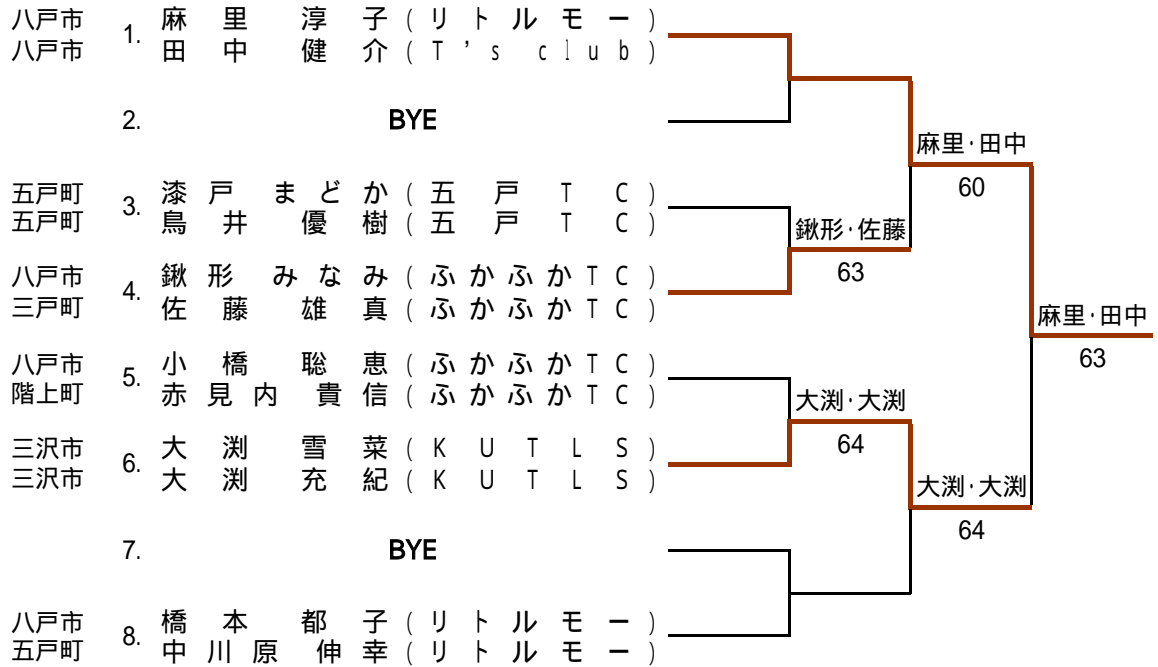 八戸市 1. 麻里 淳子 (リトルモー)
八戸市 田中 健介 (T's club)
2. BYE
麻里・田中
60
五戸町 3. 漆戸 まどか (五戸TC)
五戸町 鳥井 優樹 (五戸TC)
鍬形・佐藤
63
八戸市 4. 鍬形 みなみ (ふかふかTC)
三戸町 佐藤 雄真 (ふかふかTC)
麻里・田中
63
八戸市 5. 小橋 聡恵 (ふかふかTC)
階上町 赤見内 貴信 (ふかふかTC)
大渕・大渕
64
三沢市 6. 大渕 雪菜 (KUTLS)
三沢市 大渕 充紀 (KUTLS)
大渕・大渕
64
7. BYE
八戸市 8. 橋本 都子 (リトルモー)
五戸町 中川原 伸幸 (リトルモー)